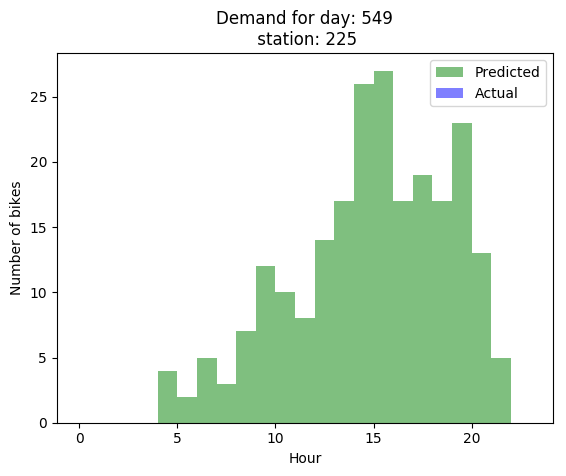 Demand for day: 549
station: 225
Predicted
Actual
Number of bikes
25
20
15
10
5
0
0
5
10
15
20
Hour